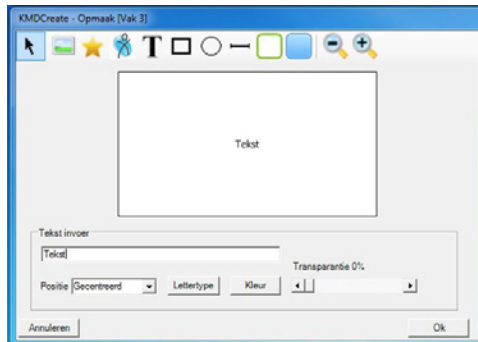 KMDCreate - Opmaak [Vak 3]
T
Tekst
Tekst invoer
Tekst
Transparantie 0%
Positie Gecentreerd Lettertype Kleur
Annuleren Ok